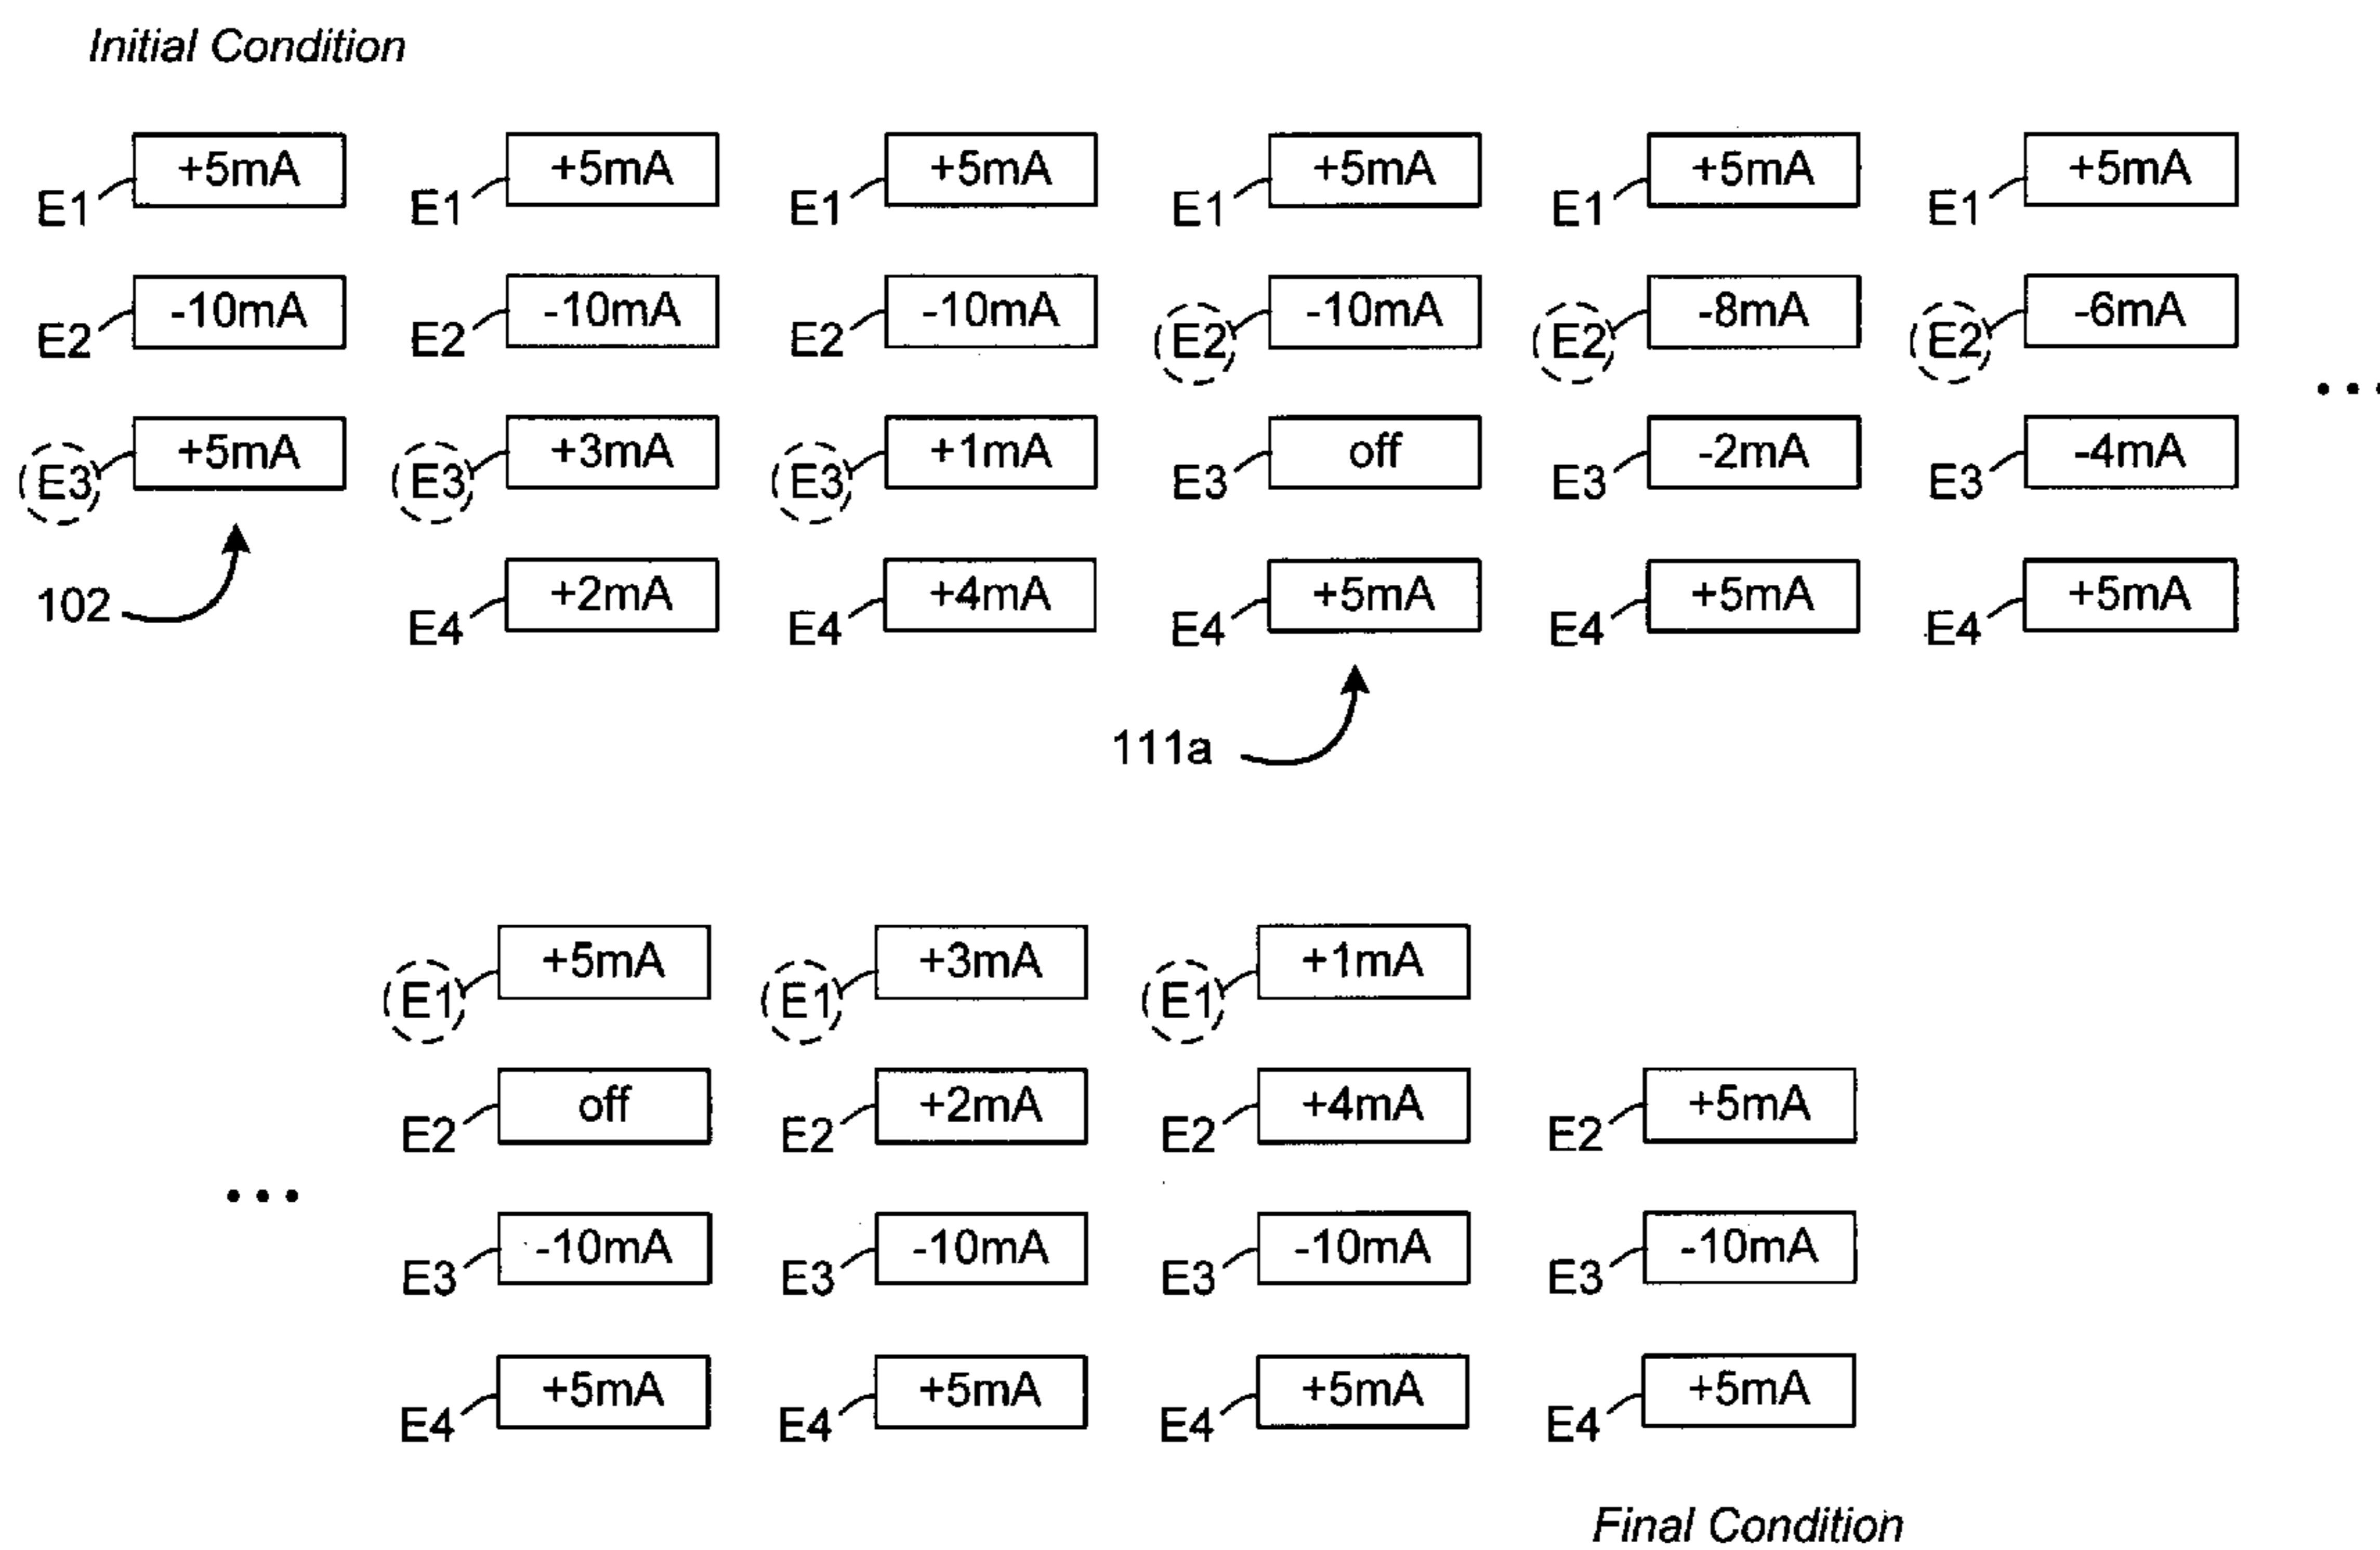 Initial Condition
+5mA +5mA +5mA +5mA +5mA +5mA
E1 E1 E1 E1 E1 E1
-10mA -10mA -10mA -10mA -8mA -6mA
E2 E2 E2 E2 E2 E2
+5mA +3mA +1mA off -2mA -4mA
E3 E3 E3 E3 E3 E3
+2mA +4mA +5mA +5mA +5mA
102 E4 E4 E4 E4 E4
111a
+5mA +3mA +1mA
E1 E1 E1
off +2mA +4mA +5mA
E2 E2 E2 E2
-10mA -10mA -10mA -10mA
E3 E3 E3 E3
+5mA +5mA +5mA +5mA
E4 E4 E4 E4
Final Condition